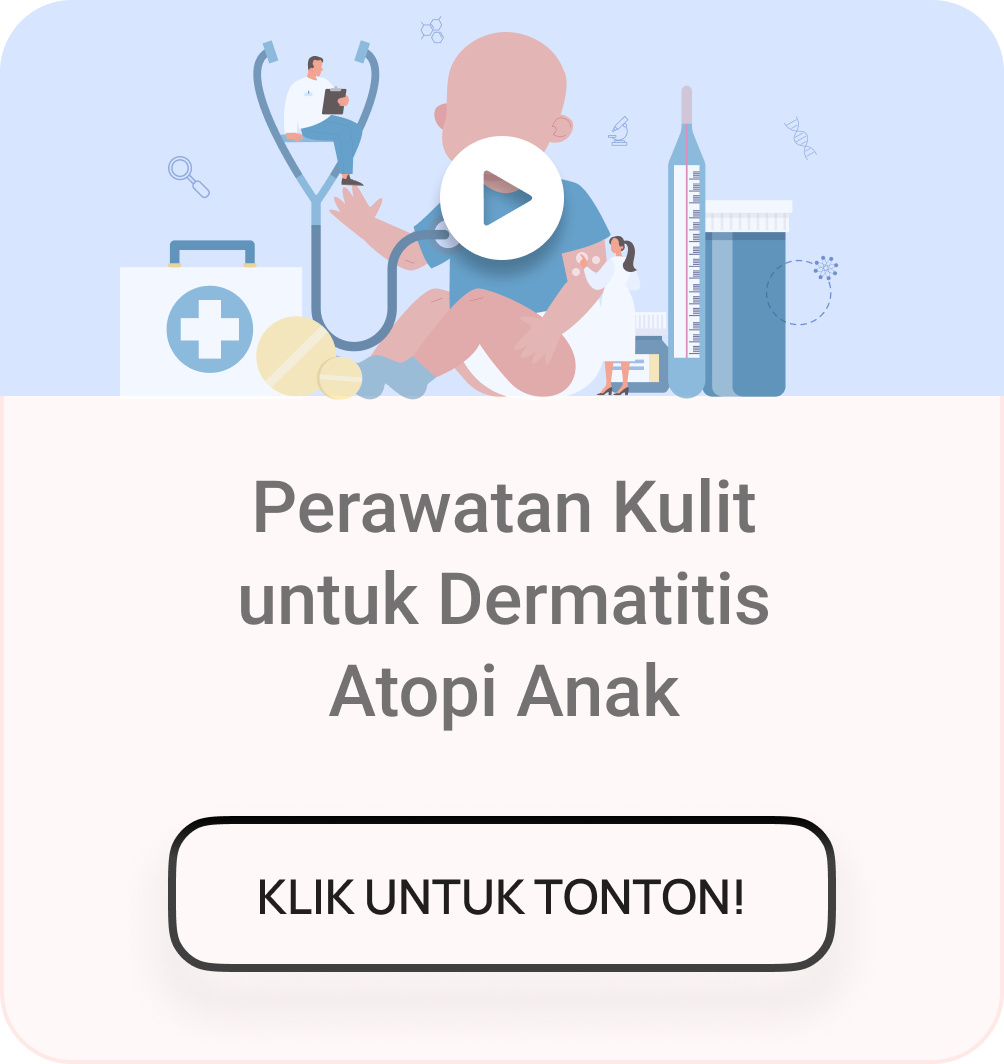 Perawatan Kulit
untuk Dermatitis
Atopi Anak
KLIK UNTUK TONTON!